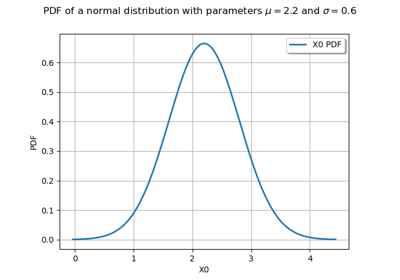 PDF of a normal distribution with parameters μ = 2.2 and σ = 0.6
X0 PDF
0.6
0.5
0.4
0.3
0.2
0.1
0.0
PDF
0 1 2 3 4
X0